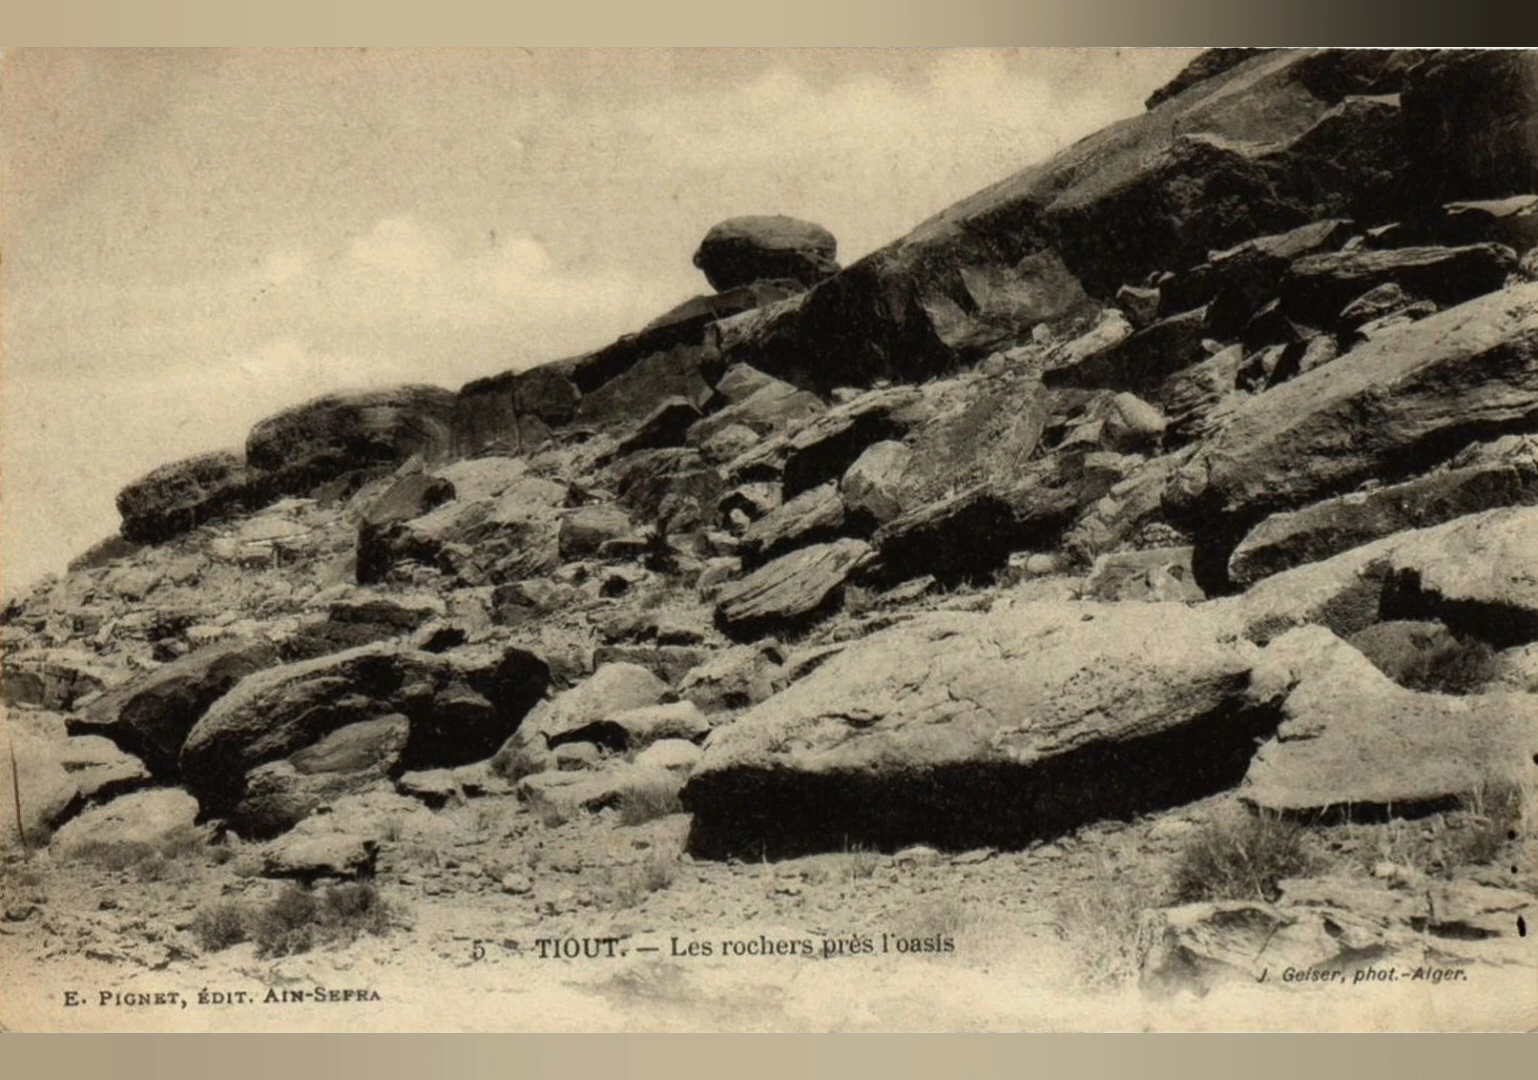 5 TIOUT. — Les rochers près l'oasis
J. Geiser, phot.-Alger.
E. PIGNET, ÉDIT. AIN-SEFRA